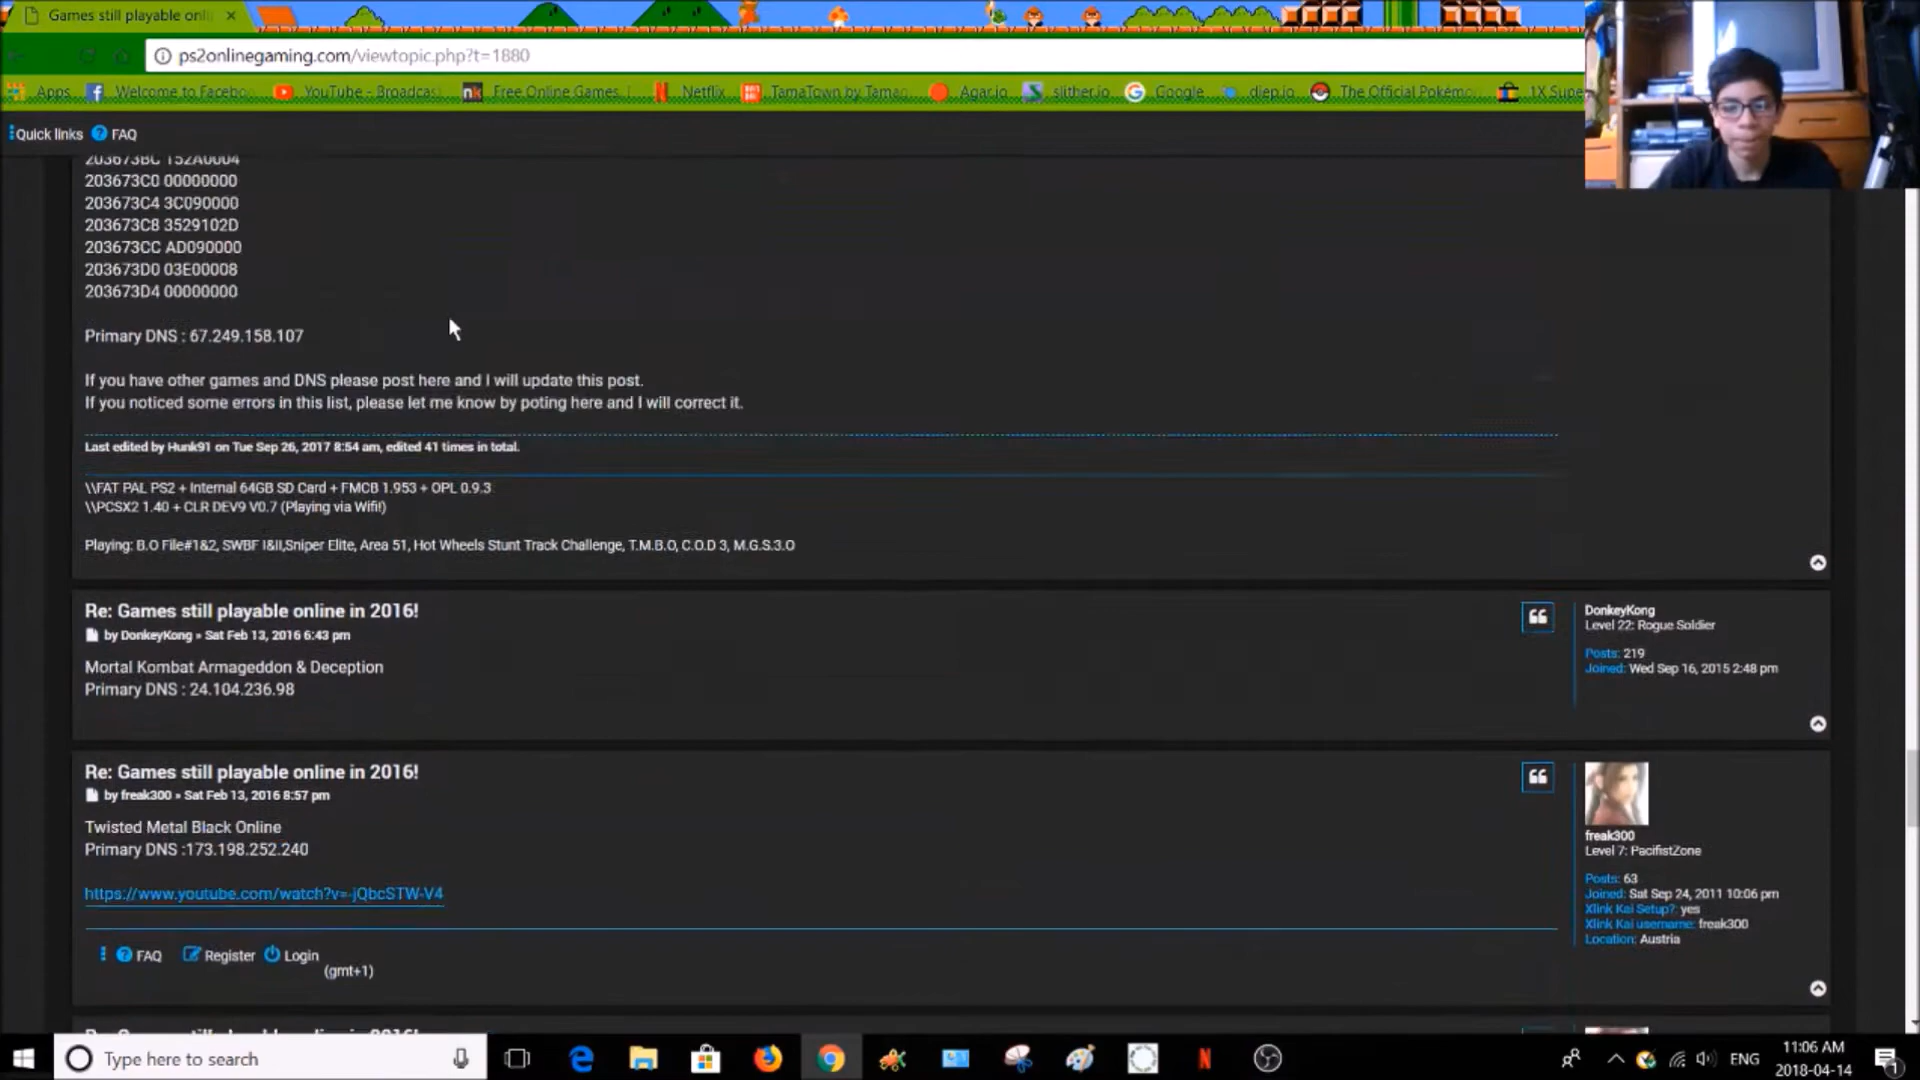 Games still playable onli
ps2onlinegaming.com/viewtopic.php?t=1880
Apps Welcome to Facebo YouTube - Broadcas Free Online Games Netflix TamaTown by Tamag Agar.io slither.io Google diep.io The Official Pokémo 1X Supe
Quick links FAQ
203673BC 152A0004
203673C0 00000000
203673C4 3C090000
203673C8 3529102D
203673CC AD090000
203673D0 03E00008
203673D4 00000000
Primary DNS : 67.249.158.107
If you have other games and DNS please post here and I will update this post.
If you noticed some errors in this list, please let me know by poting here and I will correct it.
Last edited by Hunk91 on Tue Sep 26, 2017 8:54 am, edited 41 times in total.
\\FAT PAL PS2 + Internal 64GB SD Card + FMCB 1.953 + OPL 0.9.3
\\PCSX2 1.40 + CLR DEV9 V0.7 (Playing via Wifi!)
Playing: B.O File#1&2, SWBF I&II,Sniper Elite, Area 51, Hot Wheels Stunt Track Challenge, T.M.B.O, C.O.D 3, M.G.S.3.O
Re: Games still playable online in 2016!
by DonkeyKong » Sat Feb 13, 2016 6:43 pm
Mortal Kombat Armageddon & Deception
Primary DNS : 24.104.236.98
DonkeyKong
Level 22: Rogue Soldier
Posts: 219
Joined: Wed Sep 16, 2015 2:48 pm
Re: Games still playable online in 2016!
by freak300 » Sat Feb 13, 2016 8:57 pm
Twisted Metal Black Online
Primary DNS :173.198.252.240
https://www.youtube.com/watch?v=-jQbcSTW-V4
freak300
Level 7: PacifistZone
Posts: 63
Joined: Sat Sep 24, 2011 10:06 pm
Xlink Kai Setup?: yes
Xlink Kai username: freak300
Location: Austria
FAQ Register Login
(gmt+1)
Re: Games still playable online in 2016!
Type here to search
ENG
11:06 AM
2018-04-14
1